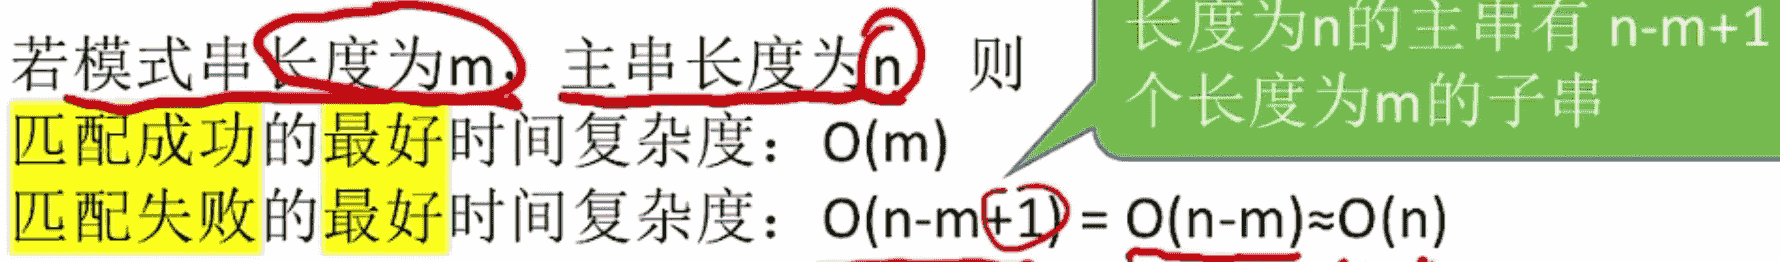 若模式串长度为m，主串长度为n 则
匹配成功的最好时间复杂度：O(m)
匹配失败的最好时间复杂度：O(n-m+1) = O(n-m)≈O(n)
长度为n的主串有 n-m+1
个长度为m的子串